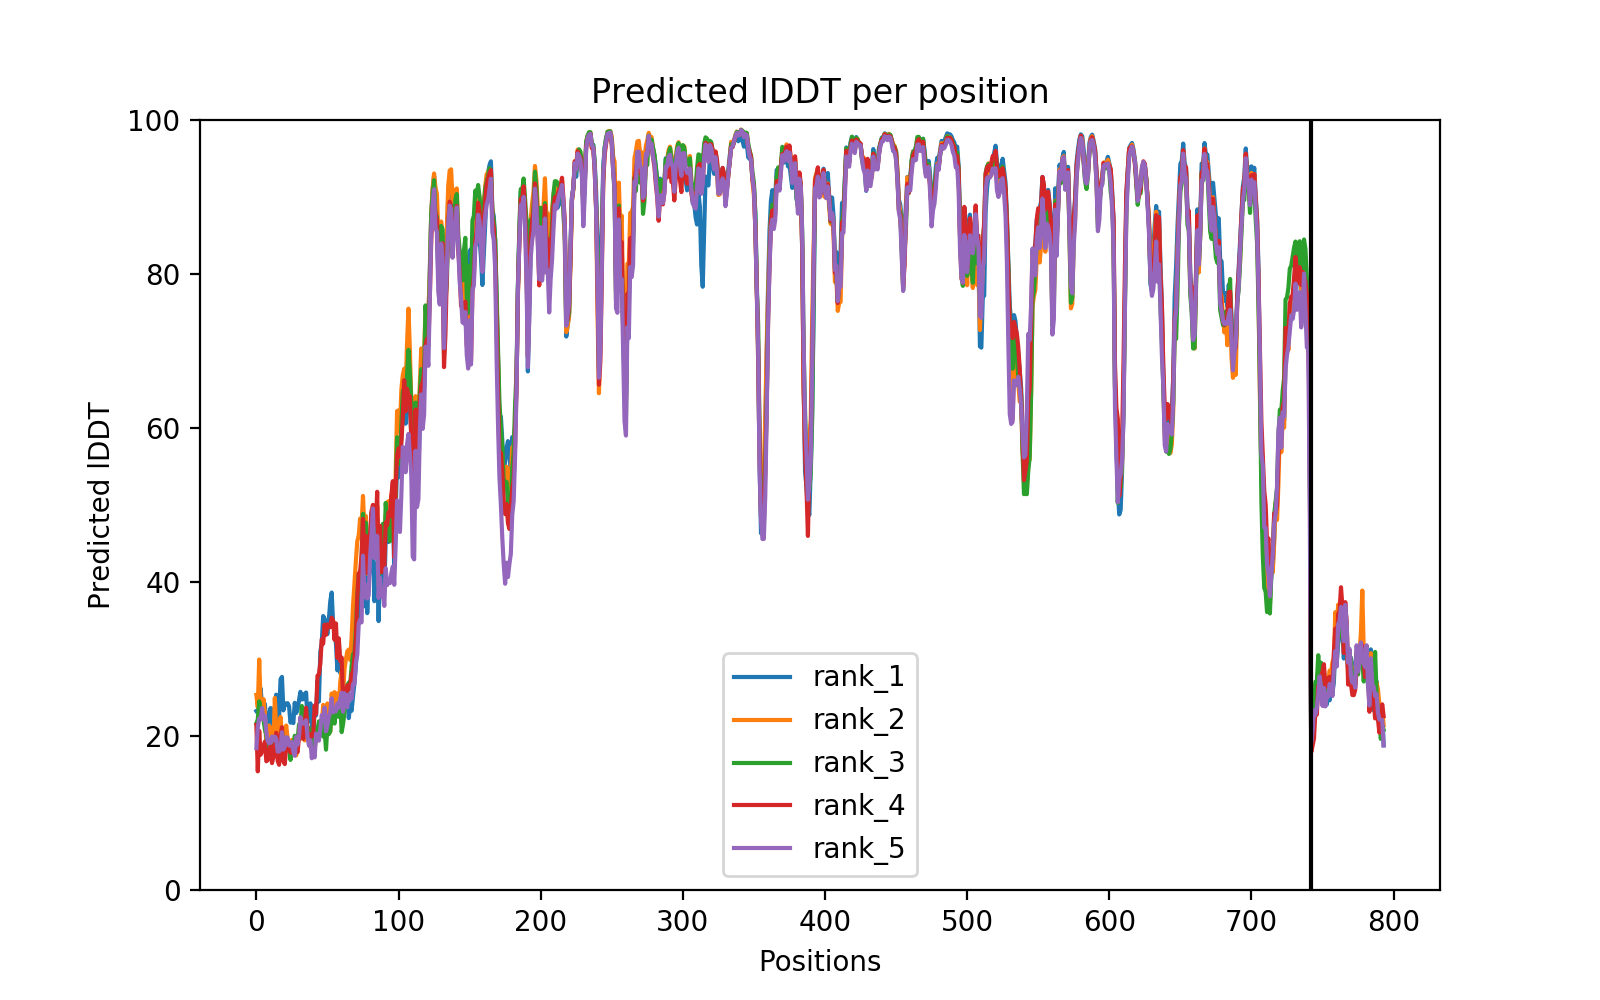 Predicted lDDT per position
Predicted lDDT
100
80
60
40
20
0
rank_1
rank_2
rank_3
rank_4
rank_5
0 100 200 300 400 500 600 700 800
Positions